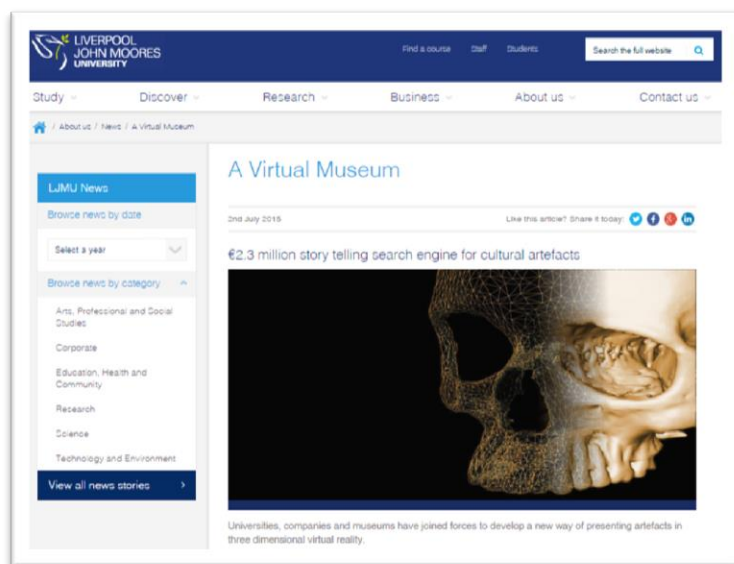 LIVERPOOL
JOHN MOORES
UNIVERSITY
Find a course Staff Students
Search the full website
Study Discover Research Business About us Contact us
/ About us / News / A Virtual Museum
LJMU News
Browse news by date
Select a year
Browse news by category
Arts, Professional and Social
Studies
Corporate
Education, Health and
Community
Research
Science
Technology and Environment
View all news stories
A Virtual Museum
2nd July 2015
Like this article? Share it today:
€2.3 million story telling search engine for cultural artefacts
Universities, companies and museums have joined forces to develop a new way of presenting artefacts in
three dimensional virtual reality.